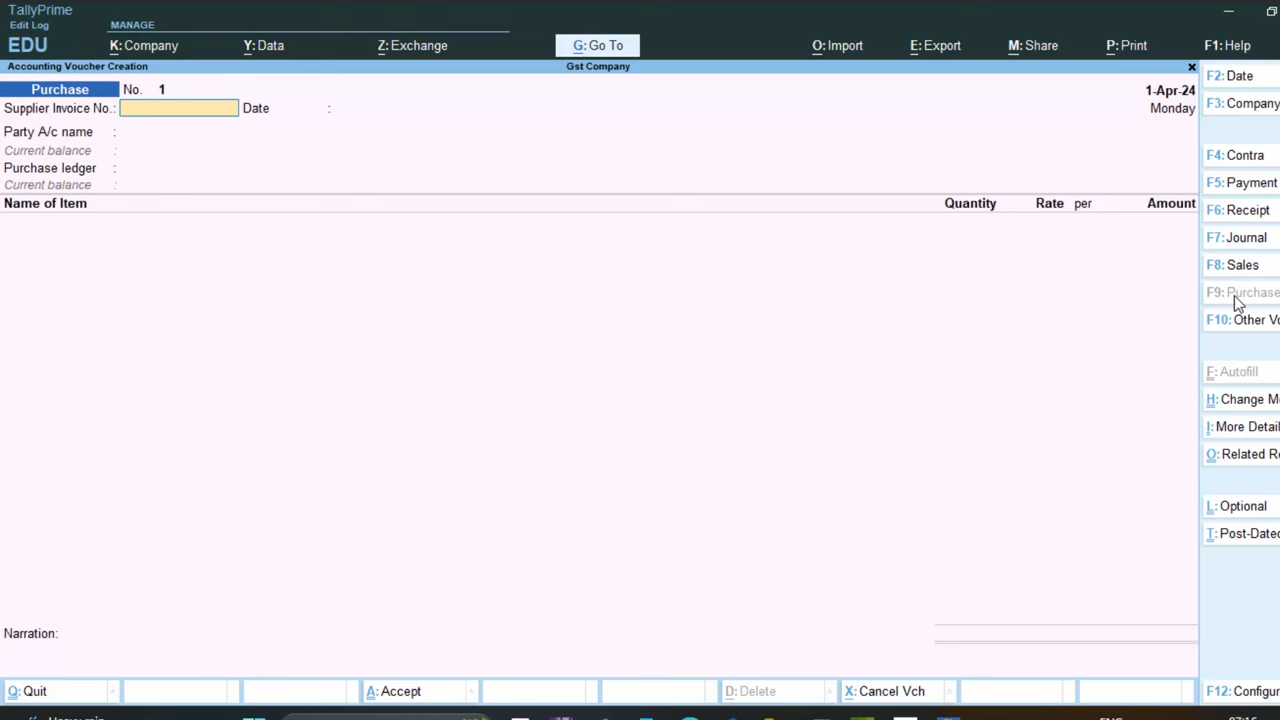 TallyPrime
Edit Log
MANAGE
EDU
K: Company
Y: Data
Z: Exchange
G: Go To
O: Import
E: Export
M: Share
P: Print
F1: Help
Accounting Voucher Creation
Gst Company
×
Purchase No. 1
1-Apr-24
Supplier Invoice No.: Date :
Monday
Party A/c name :
Current balance :
Purchase ledger :
Current balance :
Name of Item Quantity Rate per Amount
Narration:
F2: Date
F3: Company
F4: Contra
F5: Payment
F6: Receipt
F7: Journal
F8: Sales
F9: Purchase
F10: Other Vo
F: Autofill
H: Change Mo
I: More Detail
O: Related Re
L: Optional
T: Post-Dated
Q: Quit
A: Accept
D: Delete
X: Cancel Vch
F12: Configur